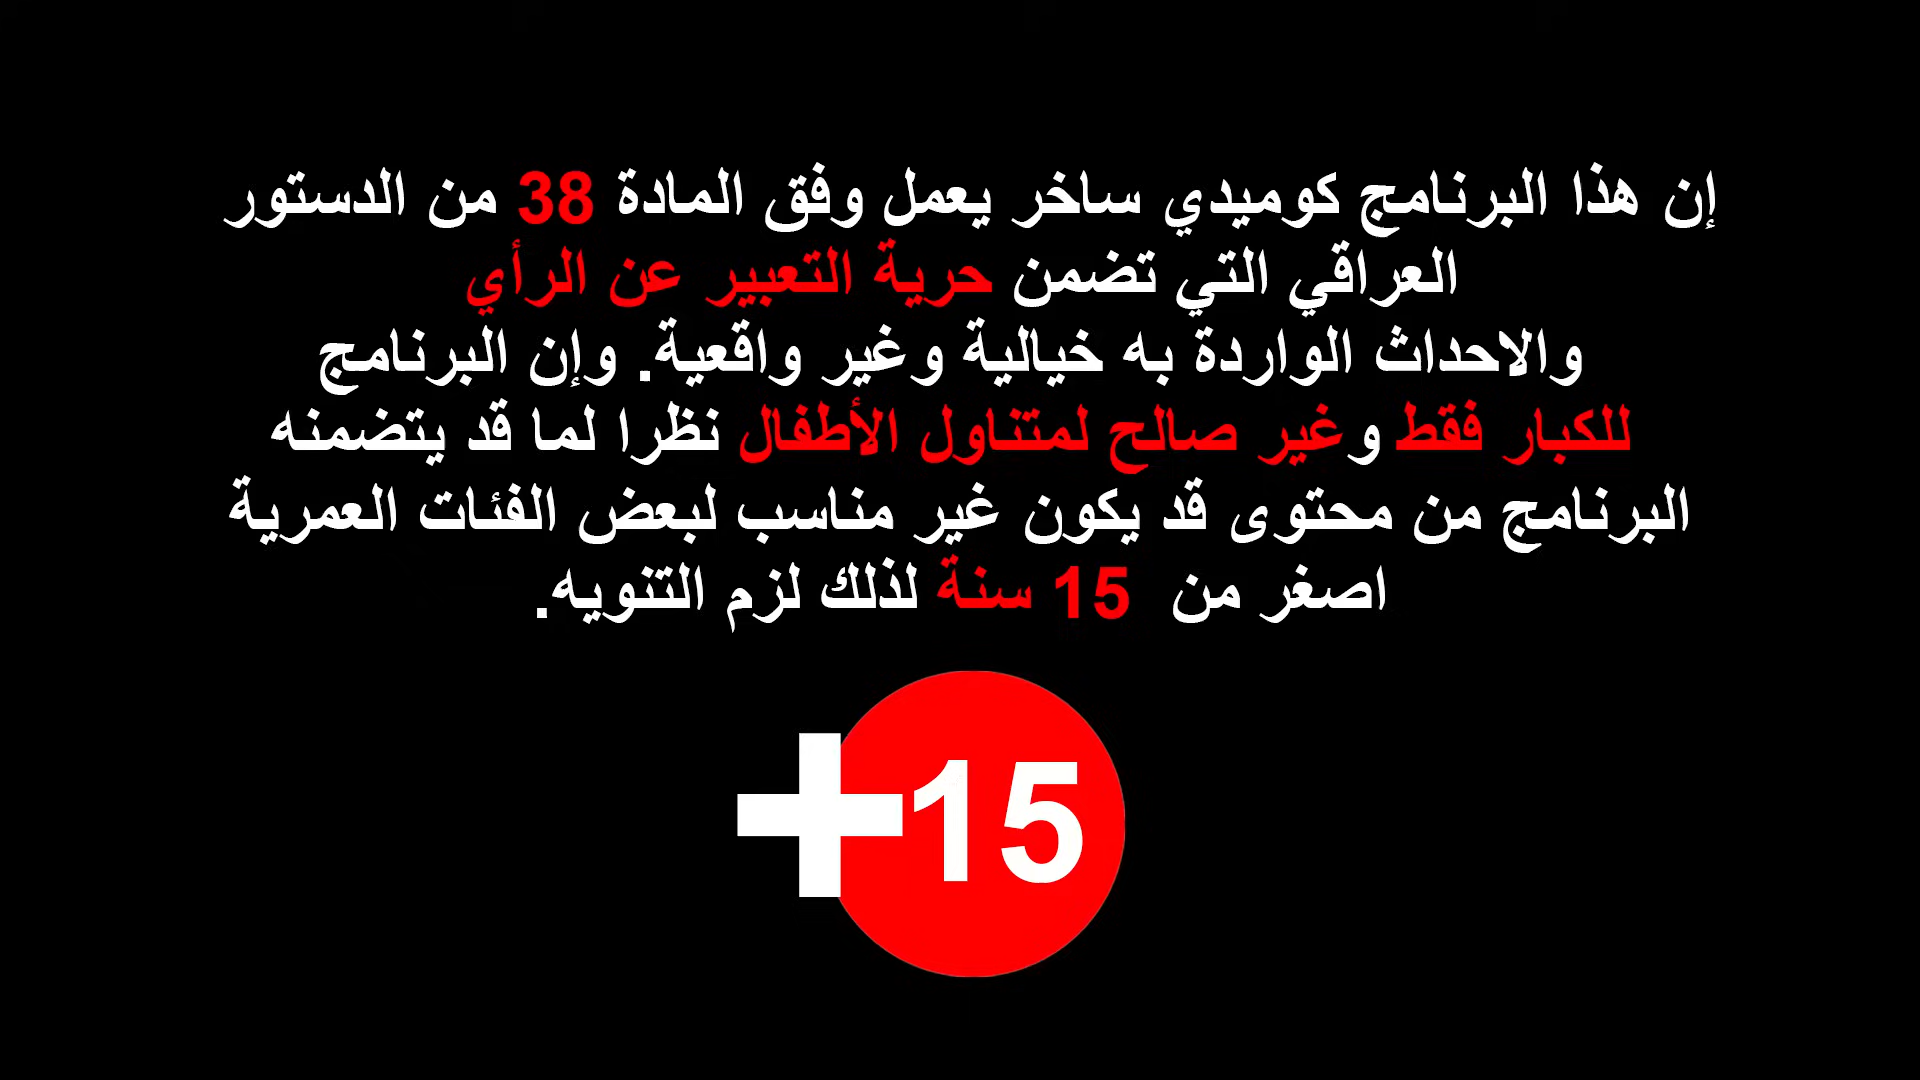 إن هذا البرنامج كوميدي ساخر يعمل وفق المادة 38 من الدستور
العراقي التي تضمن حرية التعبير عن الرأي
والاحداث الواردة به خيالية وغير واقعية. وإن البرنامج
للكبار فقط وغير صالح لمتناول الأطفال نظرا لما قد يتضمنه
البرنامج من محتوى قد يكون غير مناسب لبعض الفئات العمرية
اصغر من 15 سنة لذلك لزم التنويه.
+15